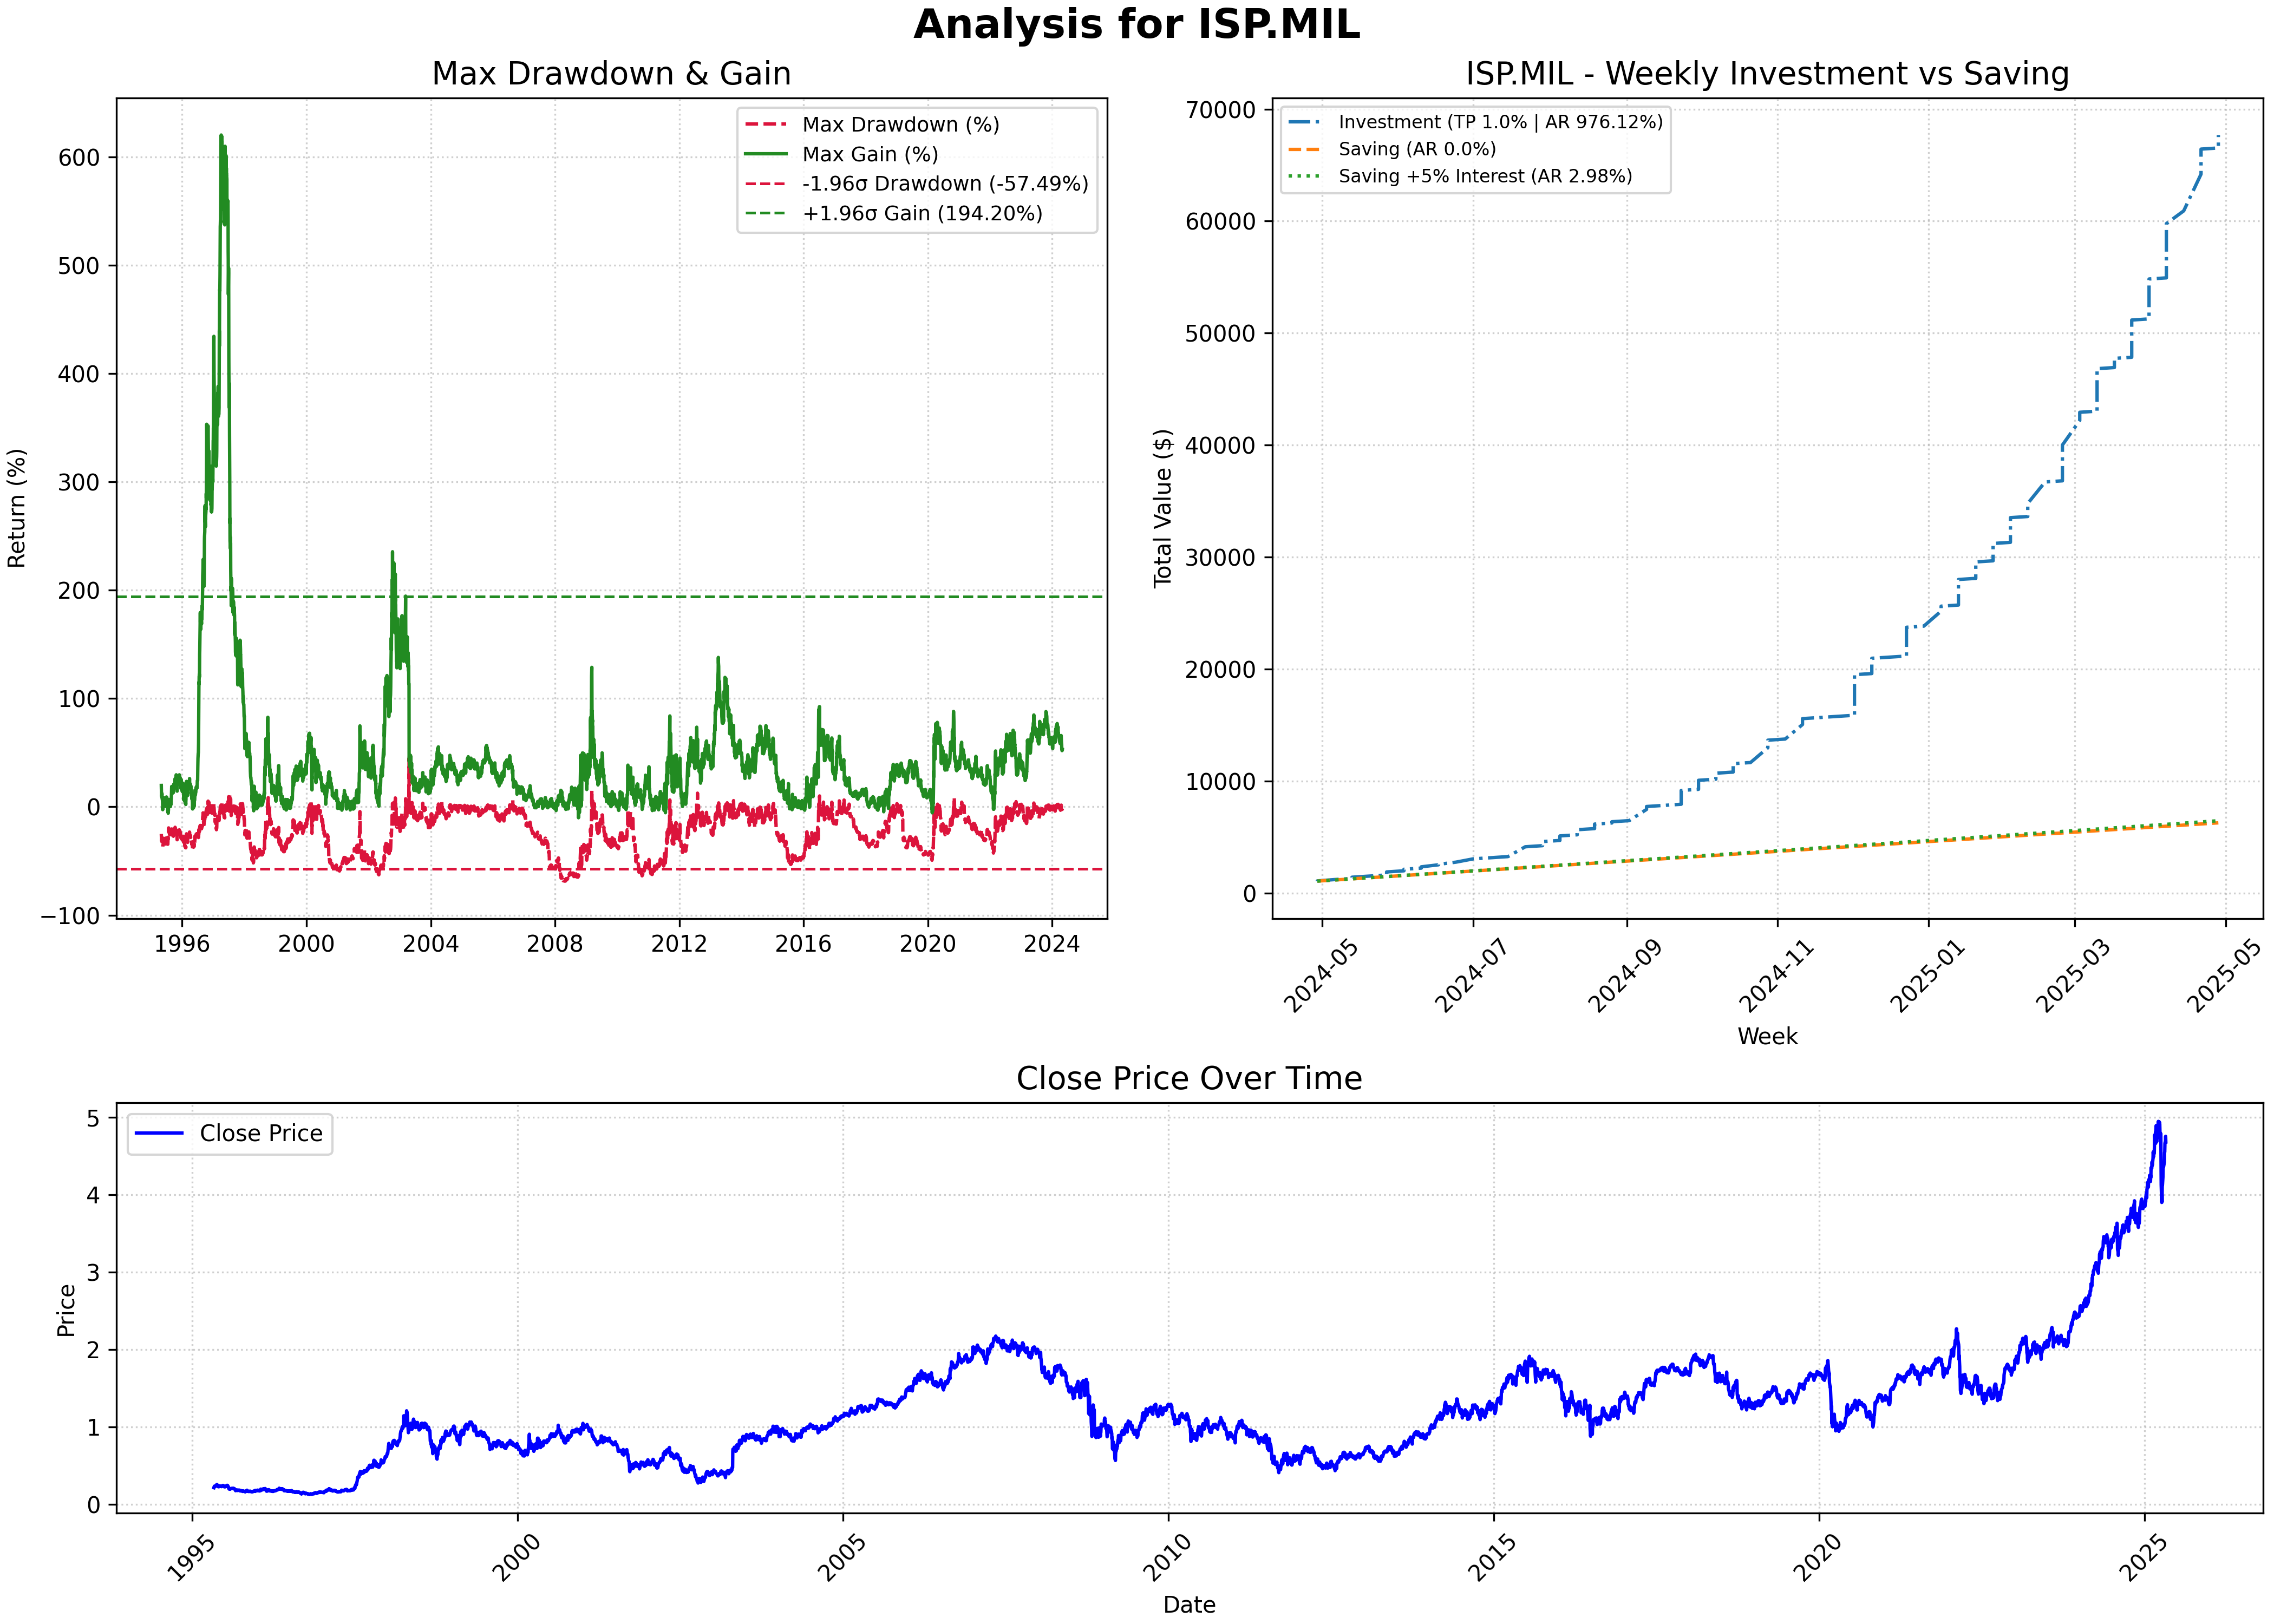 Analysis for ISP.MIL
Max Drawdown & Gain
Return (%)
600
500
400
300
200
100
0
−100
Max Drawdown (%)
Max Gain (%)
-1.96σ Drawdown (-57.49%)
+1.96σ Gain (194.20%)
1996 2000 2004 2008 2012 2016 2020 2024
ISP.MIL - Weekly Investment vs Saving
Total Value ($)
70000
60000
50000
40000
30000
20000
10000
0
Investment (TP 1.0% | AR 976.12%)
Saving (AR 0.0%)
Saving +5% Interest (AR 2.98%)
2024-05 2024-07 2024-09 2024-11 2025-01 2025-03 2025-05
Week
Close Price Over Time
Price
5
4
3
2
1
0
Close Price
1995 2000 2005 2010 2015 2020 2025
Date